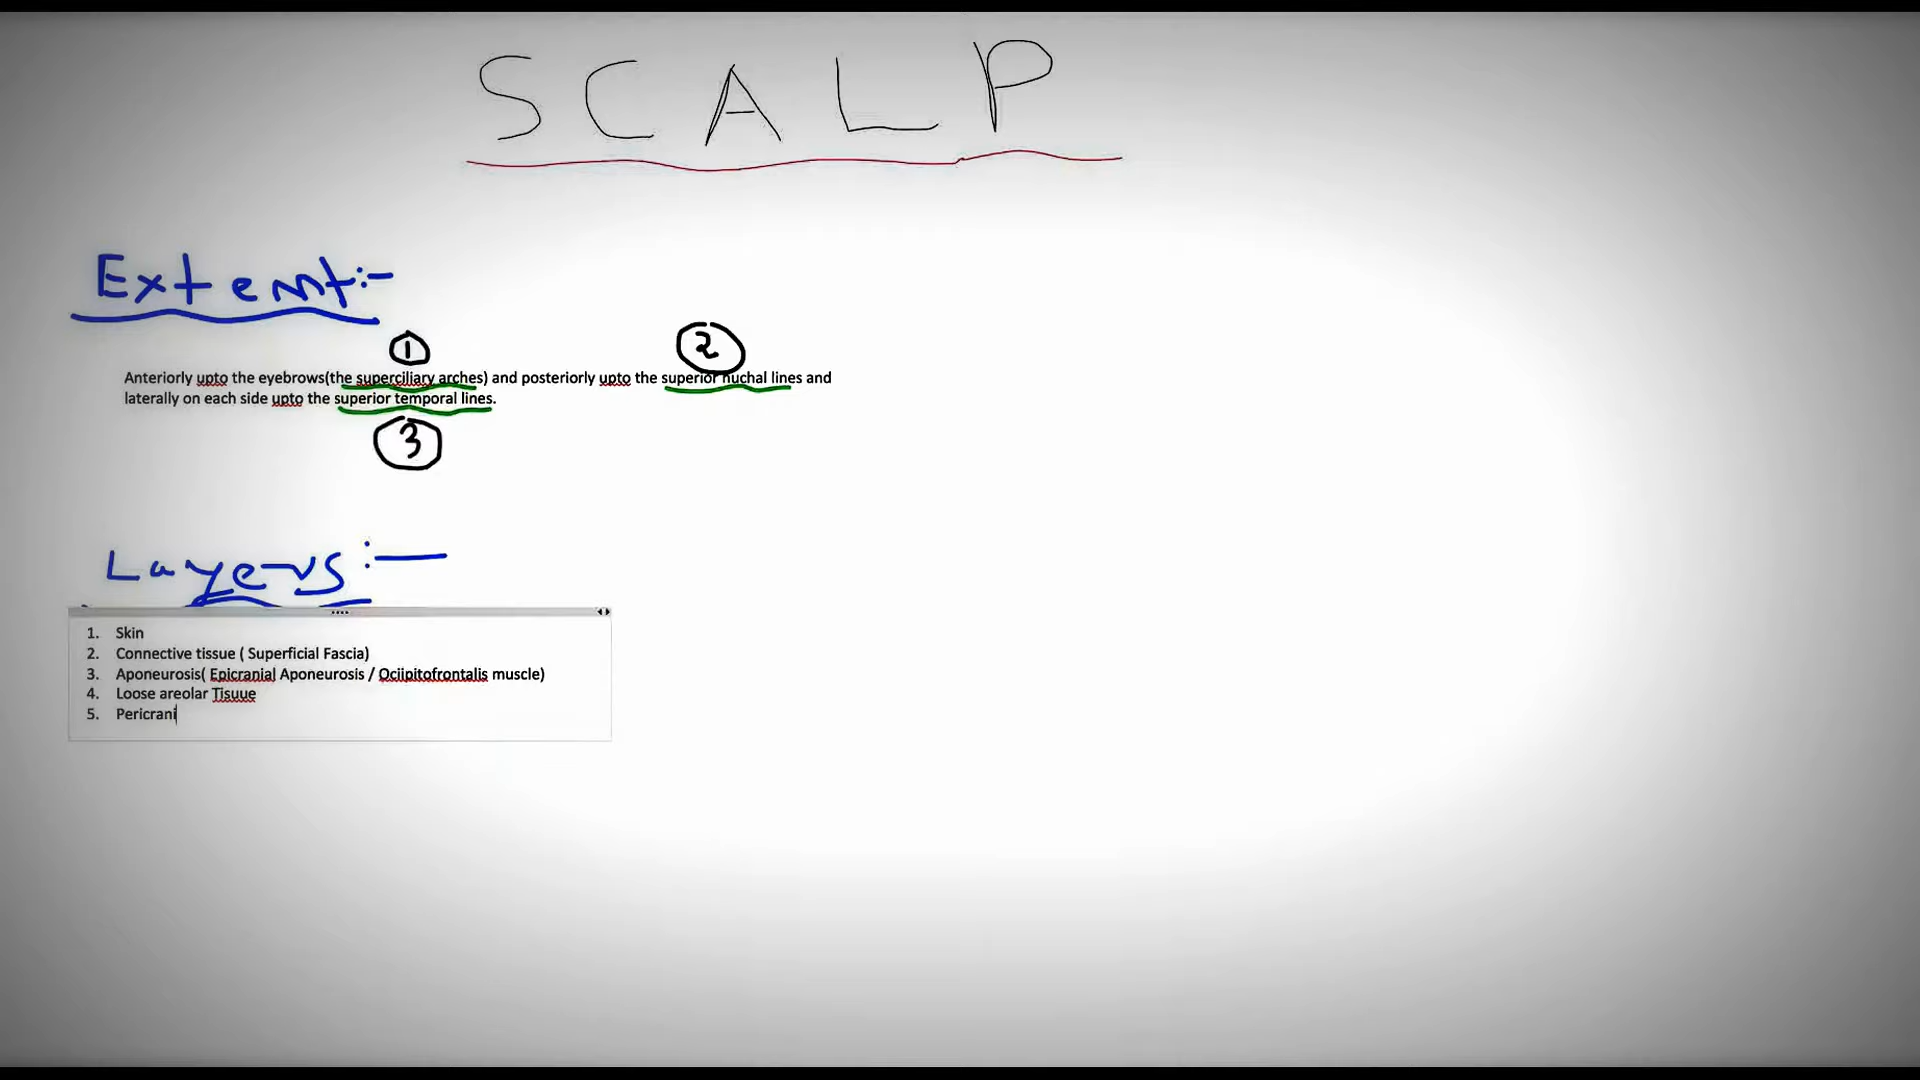 SCALP
Extent:-
1
2
Anteriorly upto the eyebrows(the superciliary arches) and posteriorly upto the superior nuchal lines and
laterally on each side upto the superior temporal lines.
3
Layers:-
1. Skin
2. Connective tissue ( Superficial Fascia)
3. Aponeurosis( Epicranial Aponeurosis / Ociipitofrontalis muscle)
4. Loose areolar Tisuue
5. Pericrani